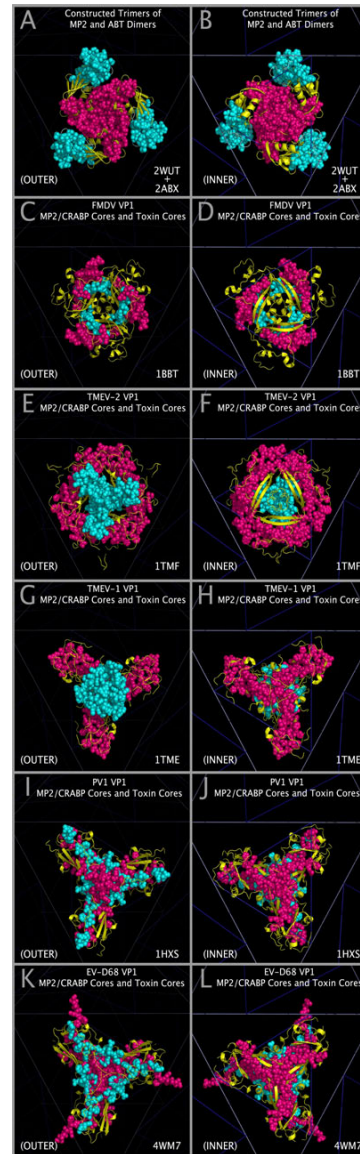 A
Constructed Trimers of
MP2 and ABT Dimers
(OUTER)
2WUT
+
2ABX
B
Constructed Trimers of
MP2 and ABT Dimers
(INNER)
2WUT
+
2ABX
C
FMDV VP1
MP2/CRABP Cores and Toxin Cores
(OUTER)
1BBT
D
FMDV VP1
MP2/CRABP Cores and Toxin Cores
(INNER)
1BBT
E
TMEV-2 VP1
MP2/CRABP Cores and Toxin Cores
(OUTER)
1TMF
F
TMEV-2 VP1
MP2/CRABP Cores and Toxin Cores
(INNER)
1TMF
G
TMEV-1 VP1
MP2/CRABP Cores and Toxin Cores
(OUTER)
1TME
H
TMEV-1 VP1
MP2/CRABP Cores and Toxin Cores
(INNER)
1TME
I
PV1 VP1
MP2/CRABP Cores and Toxin Cores
(OUTER)
1HXS
J
PV1 VP1
MP2/CRABP Cores and Toxin Cores
(INNER)
1HXS
K
EV-D68 VP1
MP2/CRABP Cores and Toxin Cores
(OUTER)
4WM7
L
EV-D68 VP1
MP2/CRABP Cores and Toxin Cores
(INNER)
4WM7